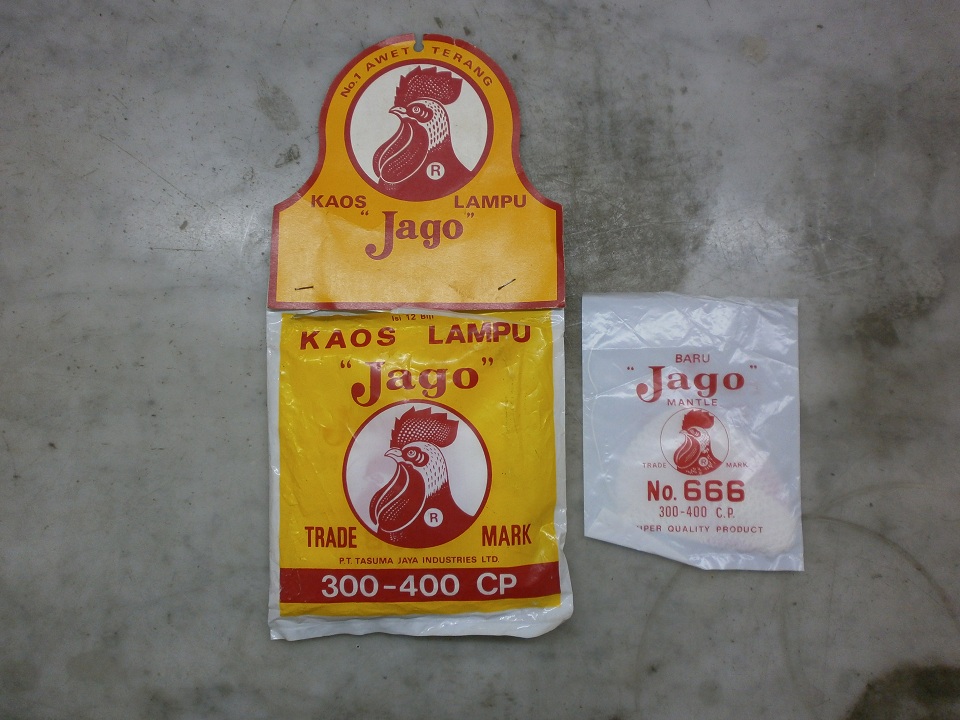 No.1 AWET TERANG
R
KAOS LAMPU
"Jago"
Isi 12 Biji
KAOS LAMPU
"Jago"
R
TRADE MARK
P.T. TASUMA JAYA INDUSTRIES LTD.
300-400 CP
BARU
"Jago"
MANTLE
R
TRADE MARK
No. 666
300-400 C.P.
UPER QUALITY PRODUCT